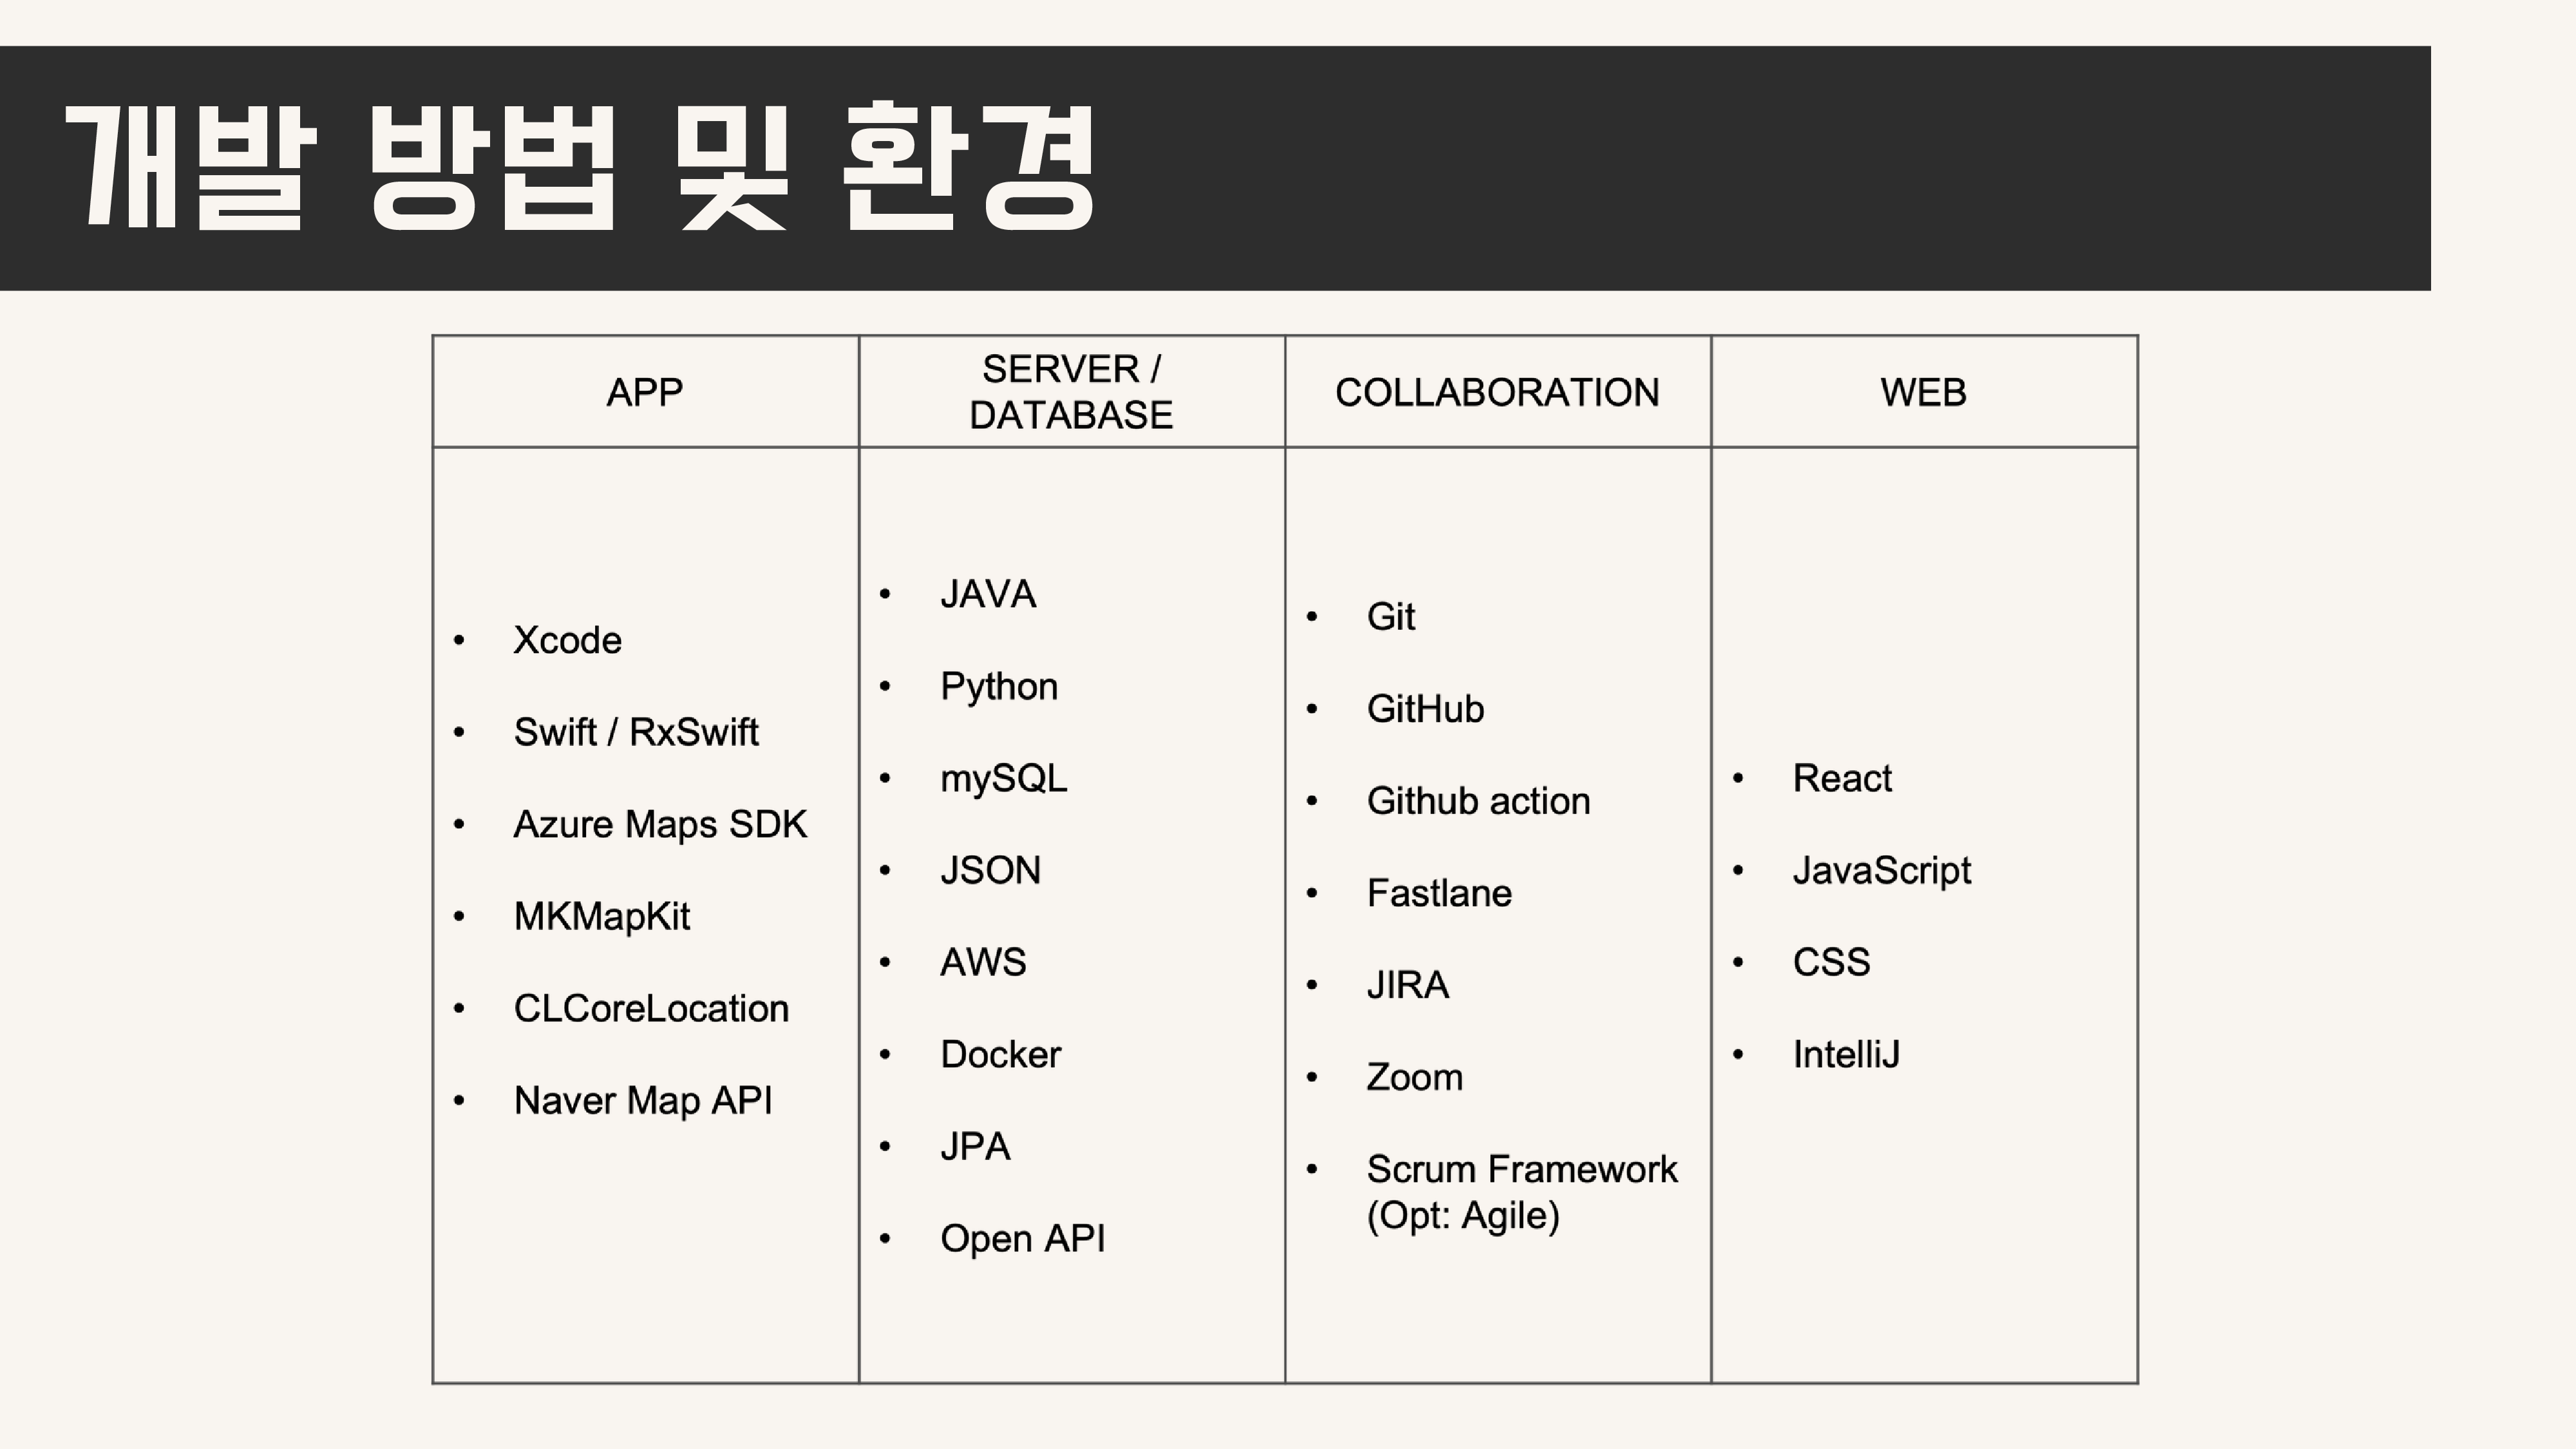 개발 방법 및 환경
APP
SERVER /
DATABASE
COLLABORATION
WEB
• Xcode
• Swift / RxSwift
• Azure Maps SDK
• MKMapKit
• CLCoreLocation
• Naver Map API
• JAVA
• Python
• mySQL
• JSON
• AWS
• Docker
• JPA
• Open API
• Git
• GitHub
• Github action
• Fastlane
• JIRA
• Zoom
• Scrum Framework
(Opt: Agile)
• React
• JavaScript
• CSS
• IntelliJ